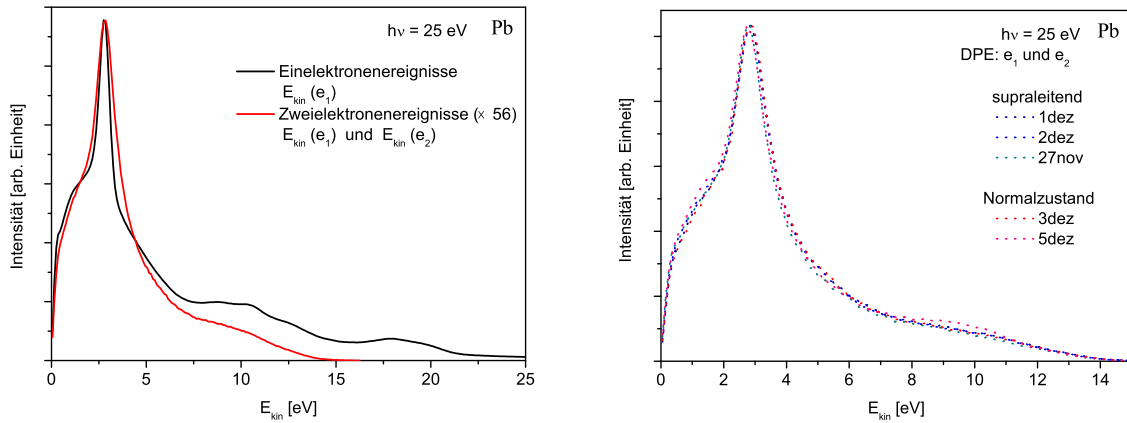 hν = 25 eV Pb
Einelektronenereignisse
E_kin (e_1)
Zweielektronenereignisse (× 56)
E_kin (e_1) und E_kin (e_2)
Intensität [arb. Einheit]
0 5 10 15 20 25
E_kin [eV]
hν = 25 eV Pb
DPE: e_1 und e_2
supraleitend
1dez
2dez
27nov
Normalzustand
3dez
5dez
Intensität [arb. Einheit]
0 2 4 6 8 10 12 14
E_kin [eV]